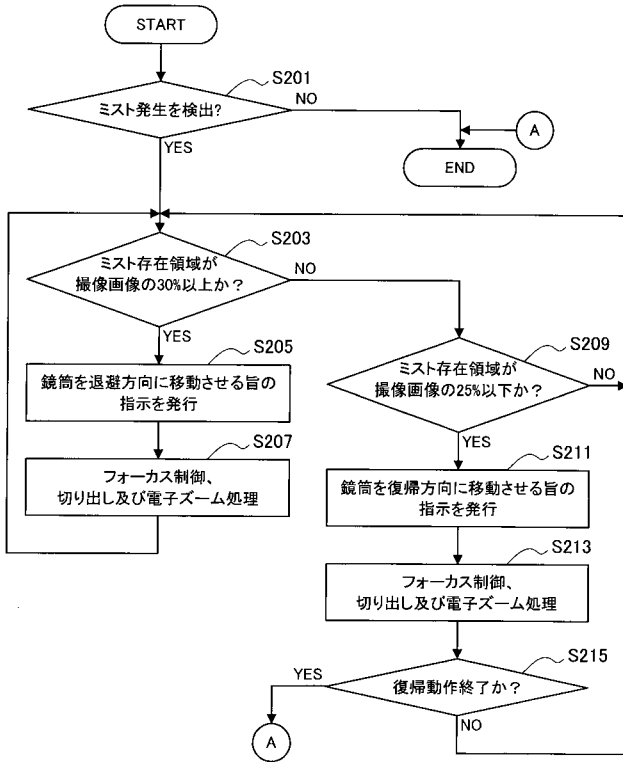 START
S201
ミスト発生を検出?
NO
YES
A
END
S203
ミスト存在領域が
撮像画像の30%以上か?
NO
YES
S205
鏡筒を退避方向に移動させる旨の
指示を発行
S207
フォーカス制御、
切り出し及び電子ズーム処理
S209
ミスト存在領域が
撮像画像の25%以下か?
NO
YES
S211
鏡筒を復帰方向に移動させる旨の
指示を発行
S213
フォーカス制御、
切り出し及び電子ズーム処理
S215
YES
復帰動作終了か?
NO
A